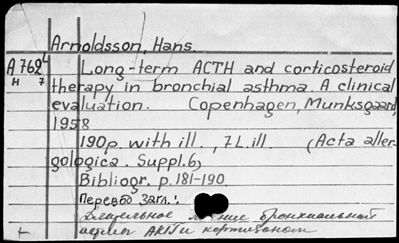 Arnoldsson, Hans.
A762L Long-term ACTH and corticosteroid
H 7 therapy in bronchial asthma. A clinical
evaluation. Copenhagen, Munksgaard,
1958
190p. with ill., 7 L.ill. (Acta aller-
gologica. Suppl.6)
Bibliogr. p.181-190
Перевод загл.:
Длительное бронхиальной
астмы АКТГ и кортизоном